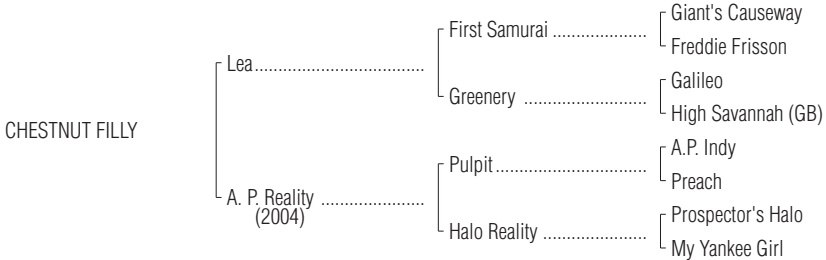 Giant's Causeway
First Samurai ......................
Freddie Frisson
Lea........................................
Galileo
Greenery ............................
High Savannah (GB)
CHESTNUT FILLY
A.P. Indy
Pulpit...................................
Preach
A. P. Reality ........................
(2004)
Prospector's Halo
Halo Reality ........................
My Yankee Girl